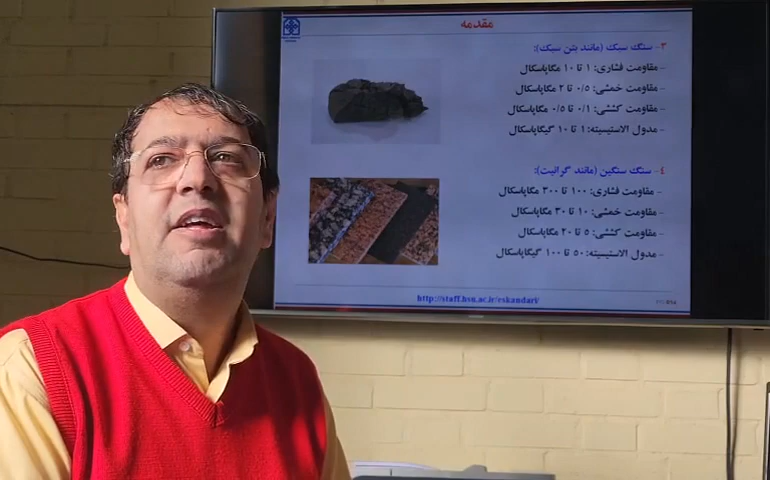 مقدمه
۳- سنگ سبک (مانند بتن سبک):
- مقاومت فشاری: ۱ تا ۱۰ مگاپاسکال
- مقاومت خمشی: ۰/۵ تا ۲ مگاپاسکال
- مقاومت کششی: ۰/۱ تا ۰/۵ مگاپاسکال
- مدول الاستیسیته: ۱ تا ۱۰ گیگاپاسکال
٤- سنگ سنگین (مانند گرانیت):
- مقاومت فشاری: ۱۰۰ تا ۳۰۰ مگاپاسکال
- مقاومت خمشی: ۱۰ تا ۳۰ مگاپاسکال
- مقاومت کششی: ۵ تا ۲۰ مگاپاسکال
- مدول الاستیسیته: ۵۰ تا ۱۰۰ گیگاپاسکال
http://staff.hsu.ac.ir/eskandari/